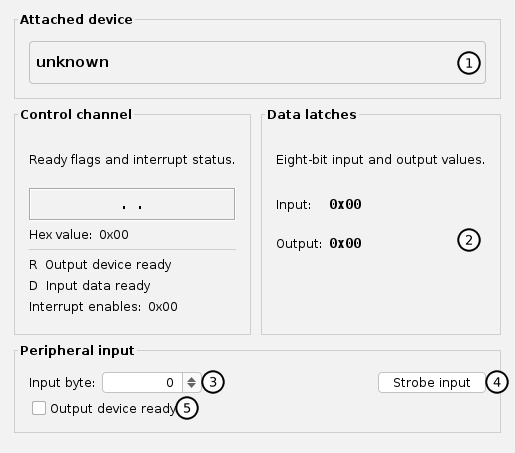 Attached device
unknown 1
Control channel
Ready flags and interrupt status.
. .
Hex value: 0x00
R Output device ready
D Input data ready
Interrupt enables: 0x00
Data latches
Eight-bit input and output values.
Input: 0x00
Output: 0x00 2
Peripheral input
Input byte: 0 3 Strobe input 4
Output device ready 5